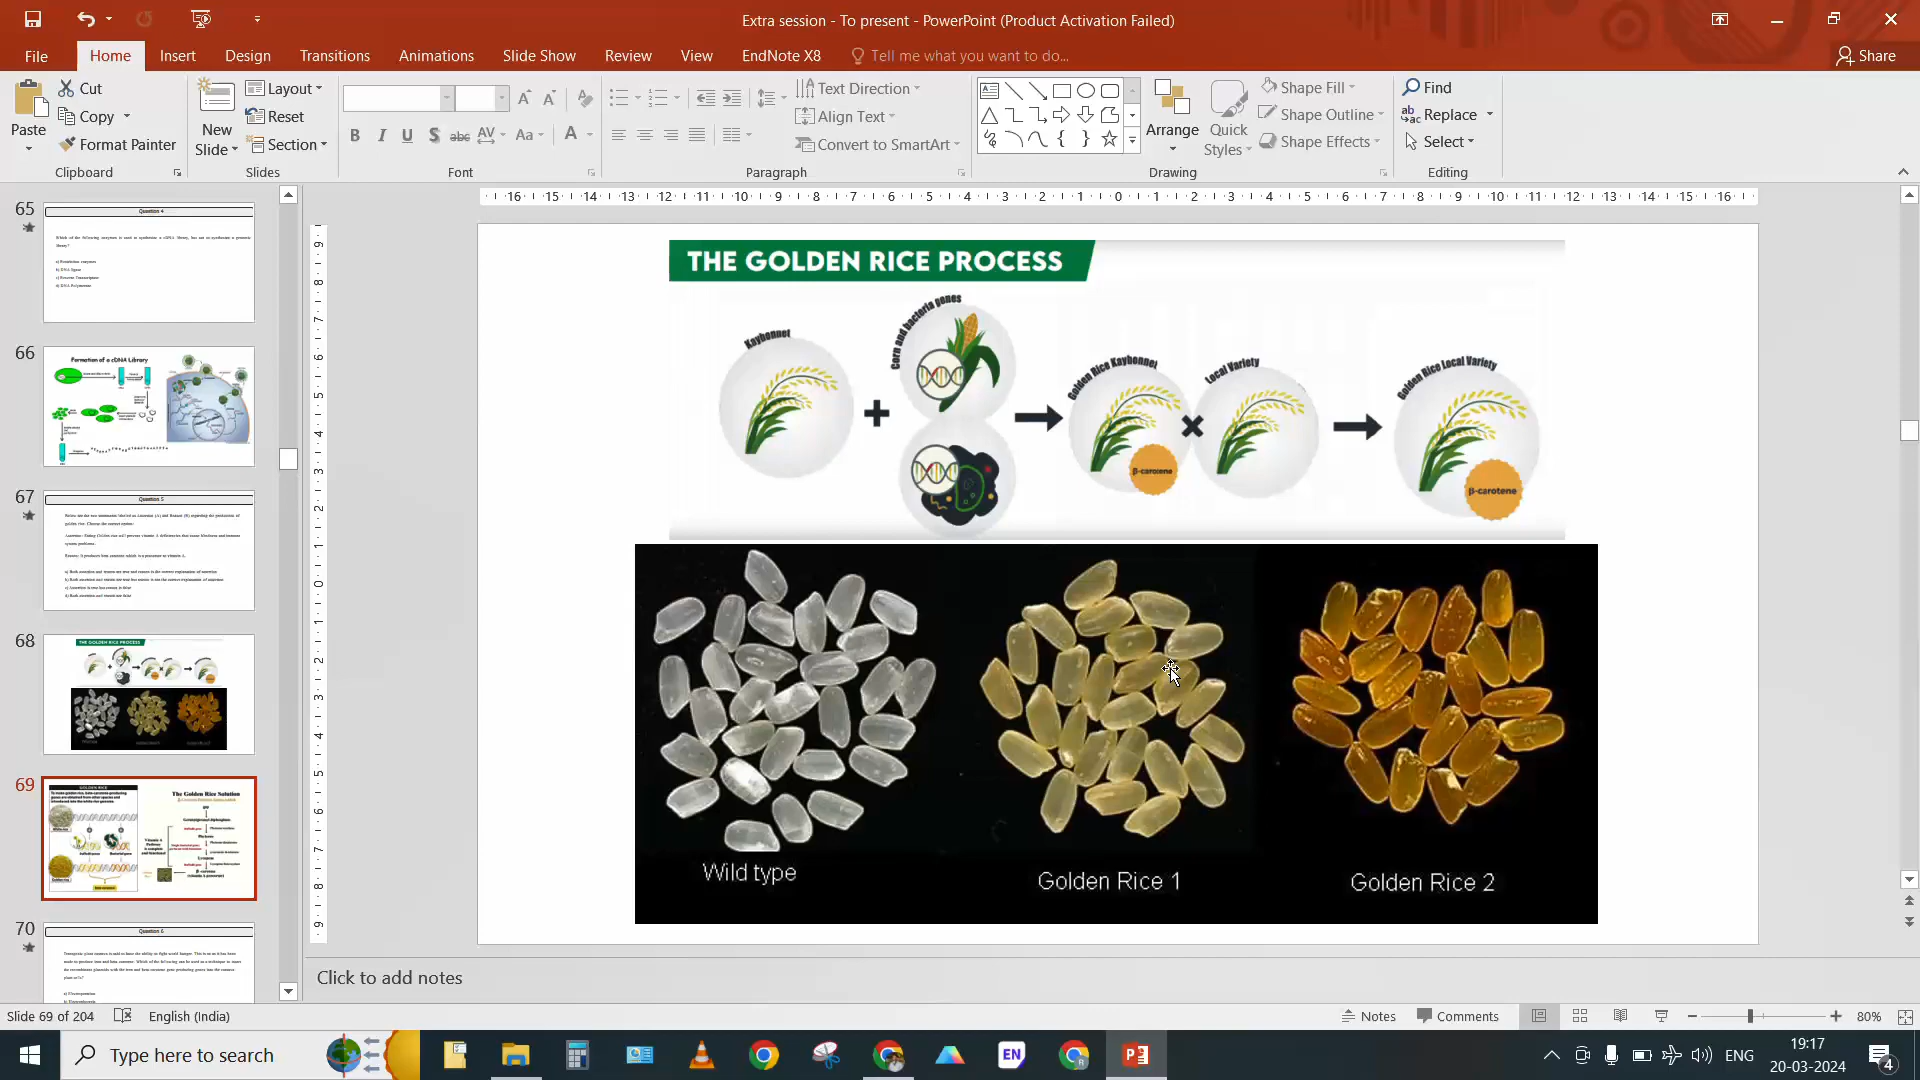 Extra session - To present - PowerPoint (Product Activation Failed)
File Home Insert Design Transitions Animations Slide Show Review View EndNote X8 Tell me what you want to do... Share
Paste
Cut
Copy
Format Painter
Clipboard
New Slide
Layout
Reset
Section
Slides
Font
Text Direction
Align Text
Convert to SmartArt
Paragraph
Arrange
Quick Styles
Shape Fill
Shape Outline
Shape Effects
Drawing
Find
Replace
Select
Editing
65
Question 4
66
Formation of a cDNA Library
67
Question 5
68
THE GOLDEN RICE PROCESS
69
GOLDEN RICE
The Golden Rice Solution
70
Question 6
THE GOLDEN RICE PROCESS
Kaybonnet
Corn and bacteria genes
Golden Rice Kaybonnet
Local Variety
Golden Rice Local Variety
β-carotene
β-carotene
Wild type
Golden Rice 1
Golden Rice 2
Click to add notes
Slide 69 of 204 English (India) Notes Comments 80%
Type here to search
EN
ENG
19:17
20-03-2024
4